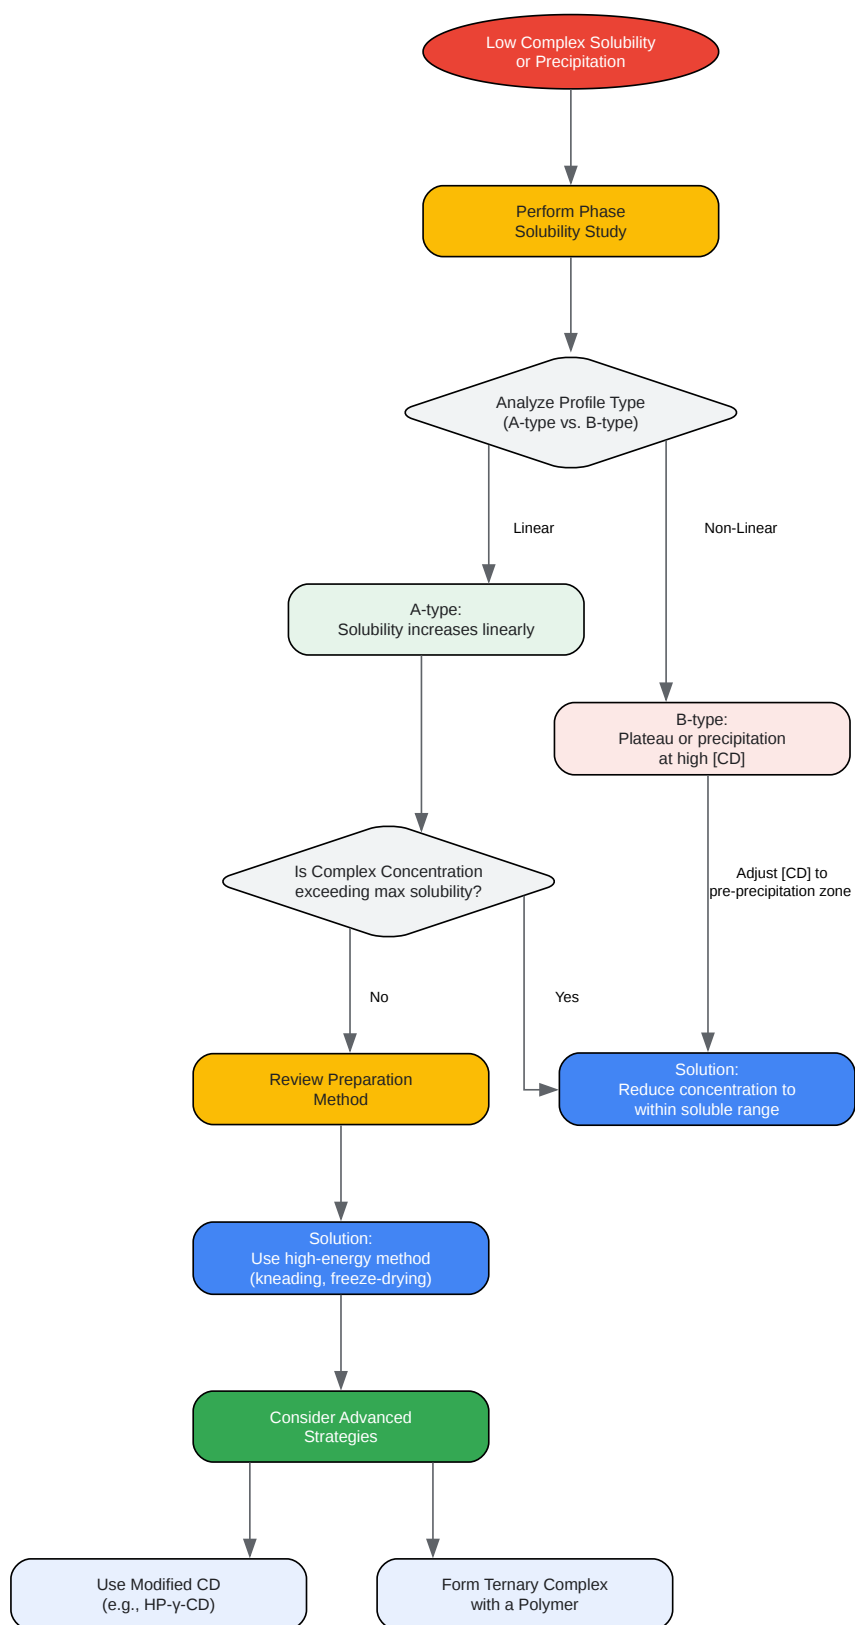 Low Complex Solubility
or Precipitation
Perform Phase
Solubility Study
Analyze Profile Type
(A-type vs. B-type)
Linear
Non-Linear
A-type:
Solubility increases linearly
B-type:
Plateau or precipitation
at high [CD]
Is Complex Concentration
exceeding max solubility?
Adjust [CD] to
pre-precipitation zone
No
Yes
Review Preparation
Method
Solution:
Reduce concentration to
within soluble range
Solution:
Use high-energy method
(kneading, freeze-drying)
Consider Advanced
Strategies
Use Modified CD
(e.g., HP-γ-CD)
Form Ternary Complex
with a Polymer